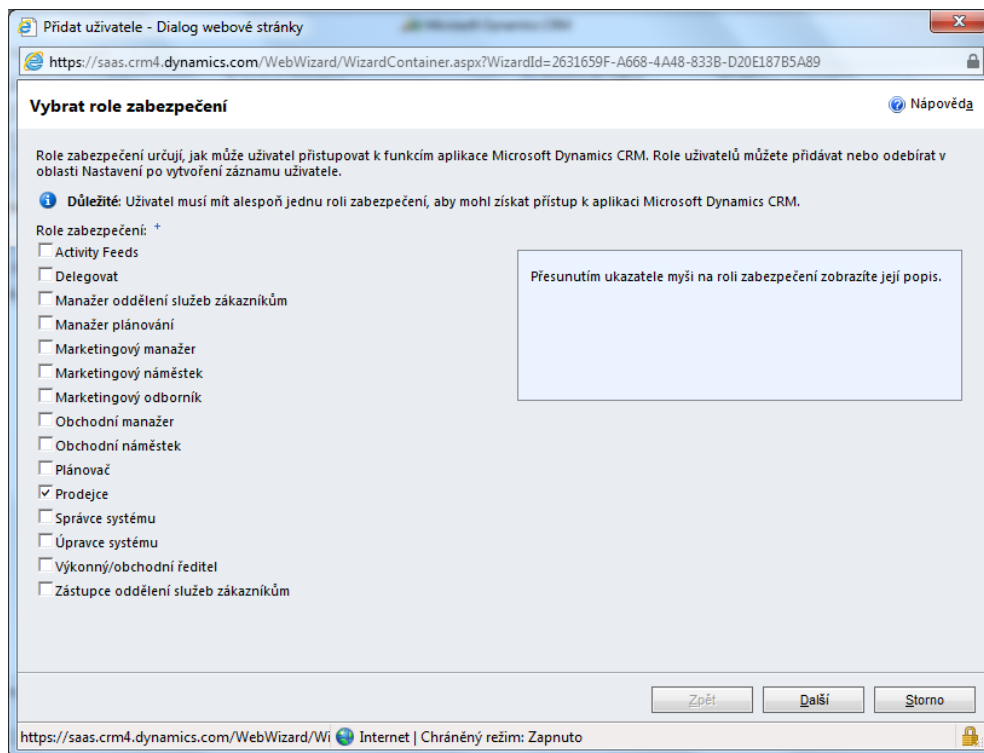 Přidat uživatele - Dialog webové stránky
https://saas.crm4.dynamics.com/WebWizard/WizardContainer.aspx?WizardId=2631659F-A668-4A48-833B-D20E187B5A89
Vybrat role zabezpečení
Nápověda
Role zabezpečení určují, jak může uživatel přistupovat k funkcím aplikace Microsoft Dynamics CRM. Role uživatelů můžete přidávat nebo odebírat v
oblasti Nastavení po vytvoření záznamu uživatele.
Důležité: Uživatel musí mít alespoň jednu roli zabezpečení, aby mohl získat přístup k aplikaci Microsoft Dynamics CRM.
Role zabezpečení: +
Activity Feeds
Delegovat
Manažer oddělení služeb zákazníkům
Manažer plánování
Marketingový manažer
Marketingový náměstek
Marketingový odborník
Obchodní manažer
Obchodní náměstek
Plánovač
Prodejce
Správce systému
Úpravce systému
Výkonný/obchodní ředitel
Zástupce oddělení služeb zákazníkům
Přesunutím ukazatele myši na roli zabezpečení zobrazíte její popis.
Zpět
Další
Storno
https://saas.crm4.dynamics.com/WebWizard/Wi
Internet | Chráněný režim: Zapnuto